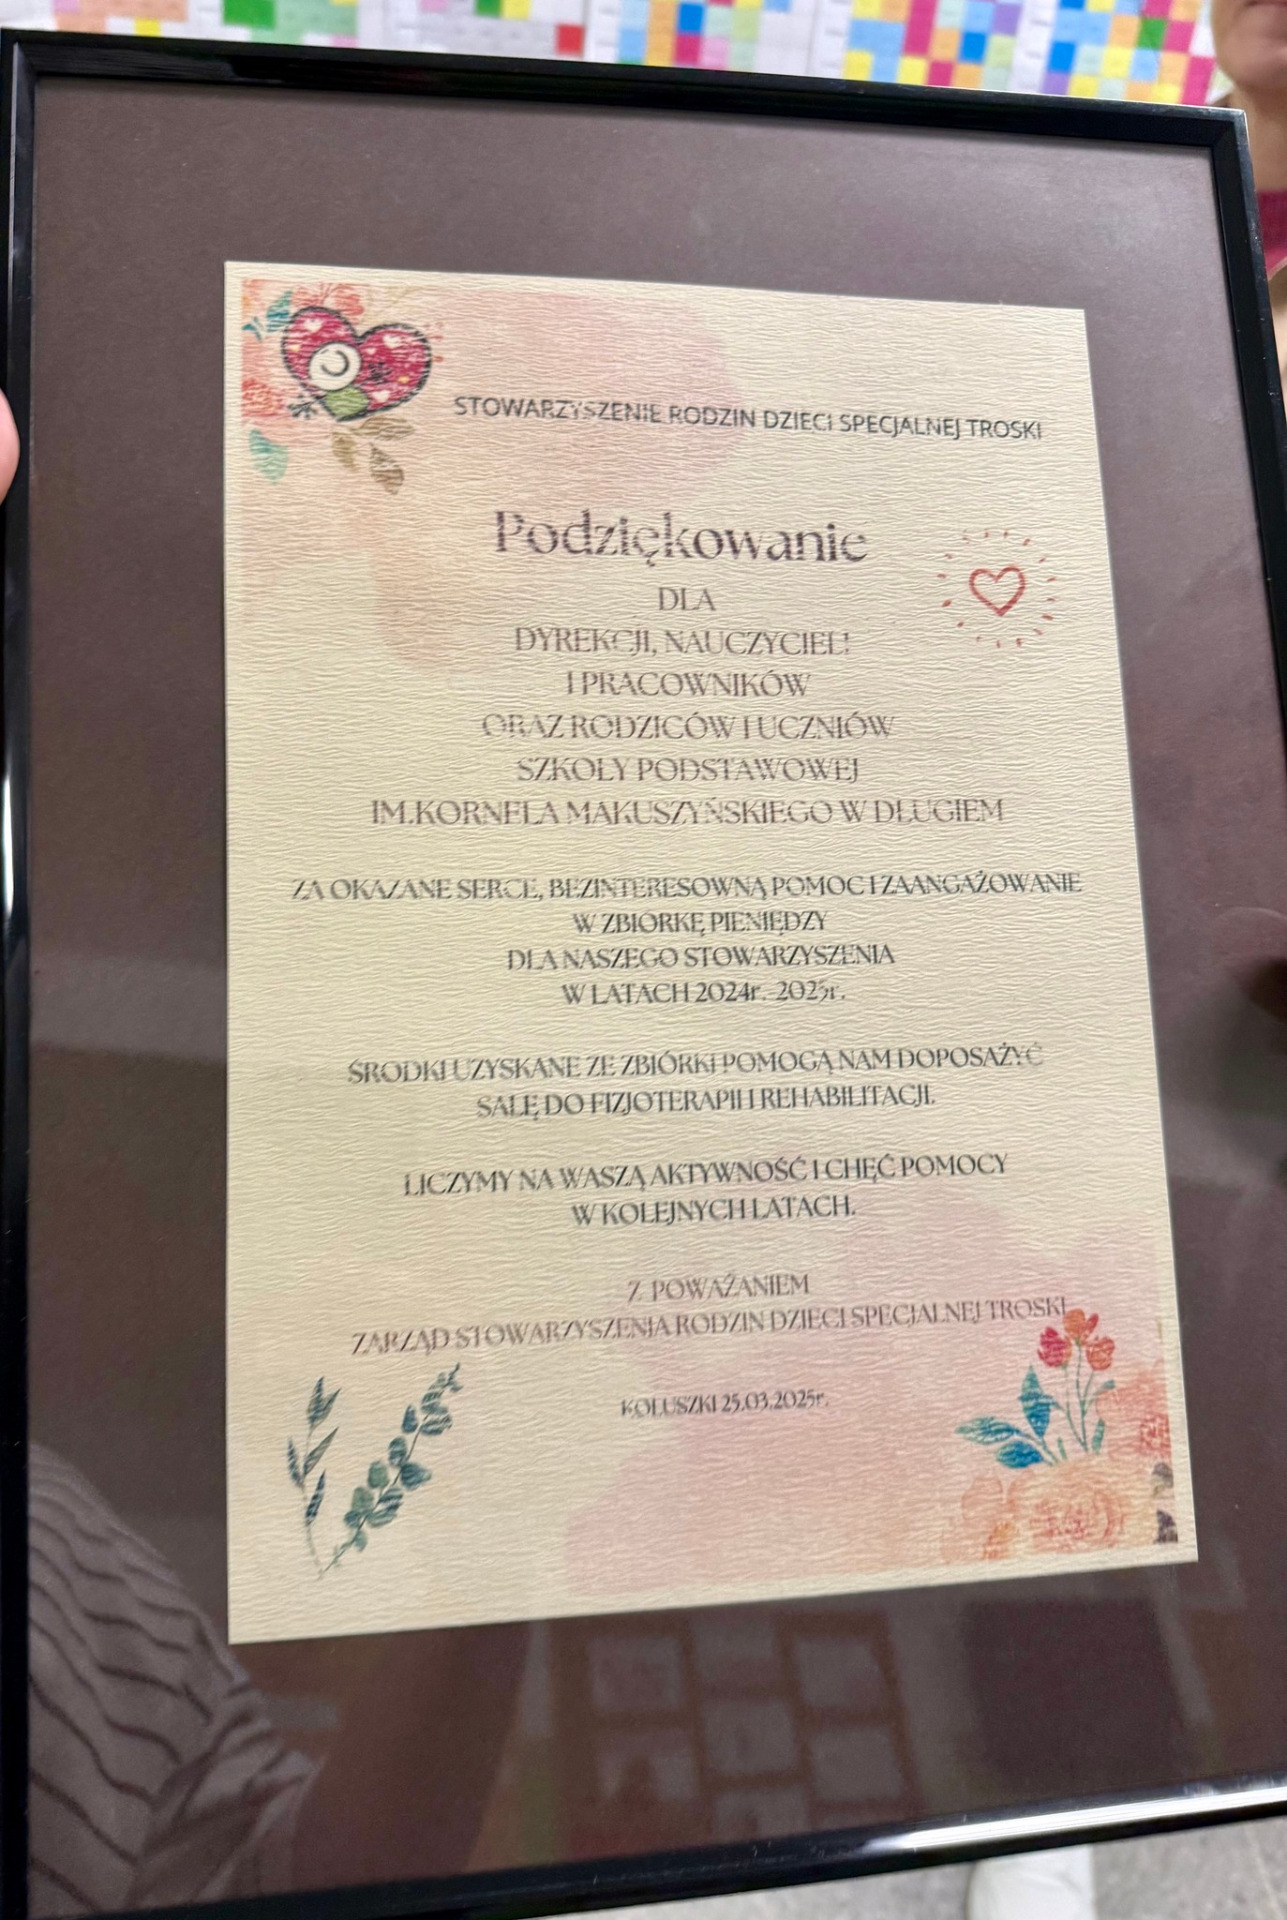 STOWARZYSZENIE RODZIN DZIECI SPECJALNEJ TROSKI
Podziękowanie
DLA
DYREKCJI, NAUCZYCIELI
I PRACOWNIKÓW
ORAZ RODZICÓW I UCZNIÓW
SZKOŁY PODSTAWOWEJ
IM.KORNELA MAKUSZYŃSKIEGO W DŁUGIEM
ZA OKAZANE SERCE, BEZINTERESOWNĄ POMOC I ZAANGAŻOWANIE
W ZBIÓRKĘ PIENIĘDZY
DLA NASZEGO STOWARZYSZENIA
W LATACH 2024r.-2025r.
ŚRODKI UZYSKANE ZE ZBIÓRKI POMOGĄ NAM DOPOSAŻYĆ
SALĘ DO FIZJOTERAPII I REHABILITACJI.
LICZYMY NA WASZĄ AKTYWNOŚĆ I CHĘĆ POMOCY
W KOLEJNYCH LATACH.
Z POWAŻANIEM
ZARZĄD STOWARZYSZENIA RODZIN DZIECI SPECJALNEJ TROSKI
KOLUSZKI 25.03.2025r.